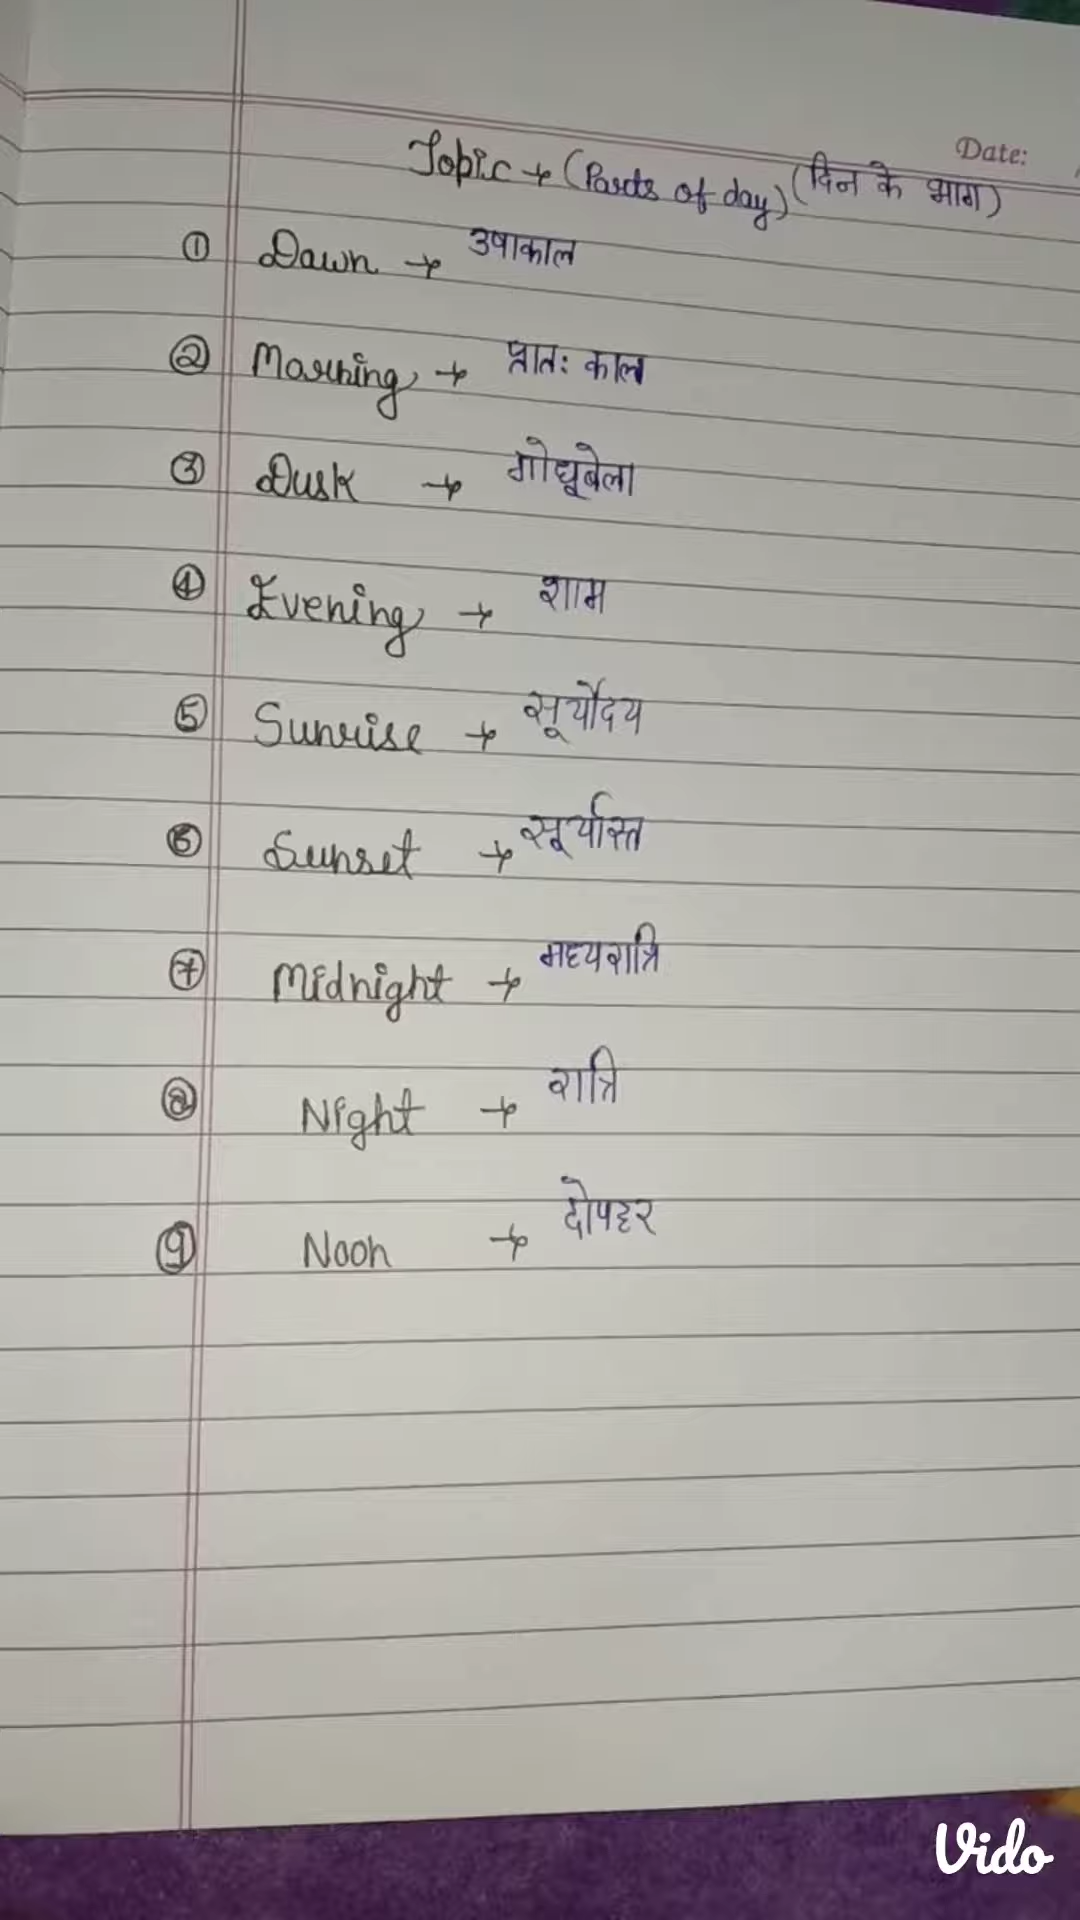 Date:
Topic → (Parts of day) (दिन के भाग)
① Dawn → उषाकाल
② Morning → प्रातः काल
③ Dusk → गोधूबेला
④ Evening → शाम
⑤ Sunrise → सूर्योदय
⑥ Sunset → सूर्यास्त
⑦ Midnight → मध्यरात्रि
⑧ Night → रात्रि
⑨ Noon → दोपहर
Vido